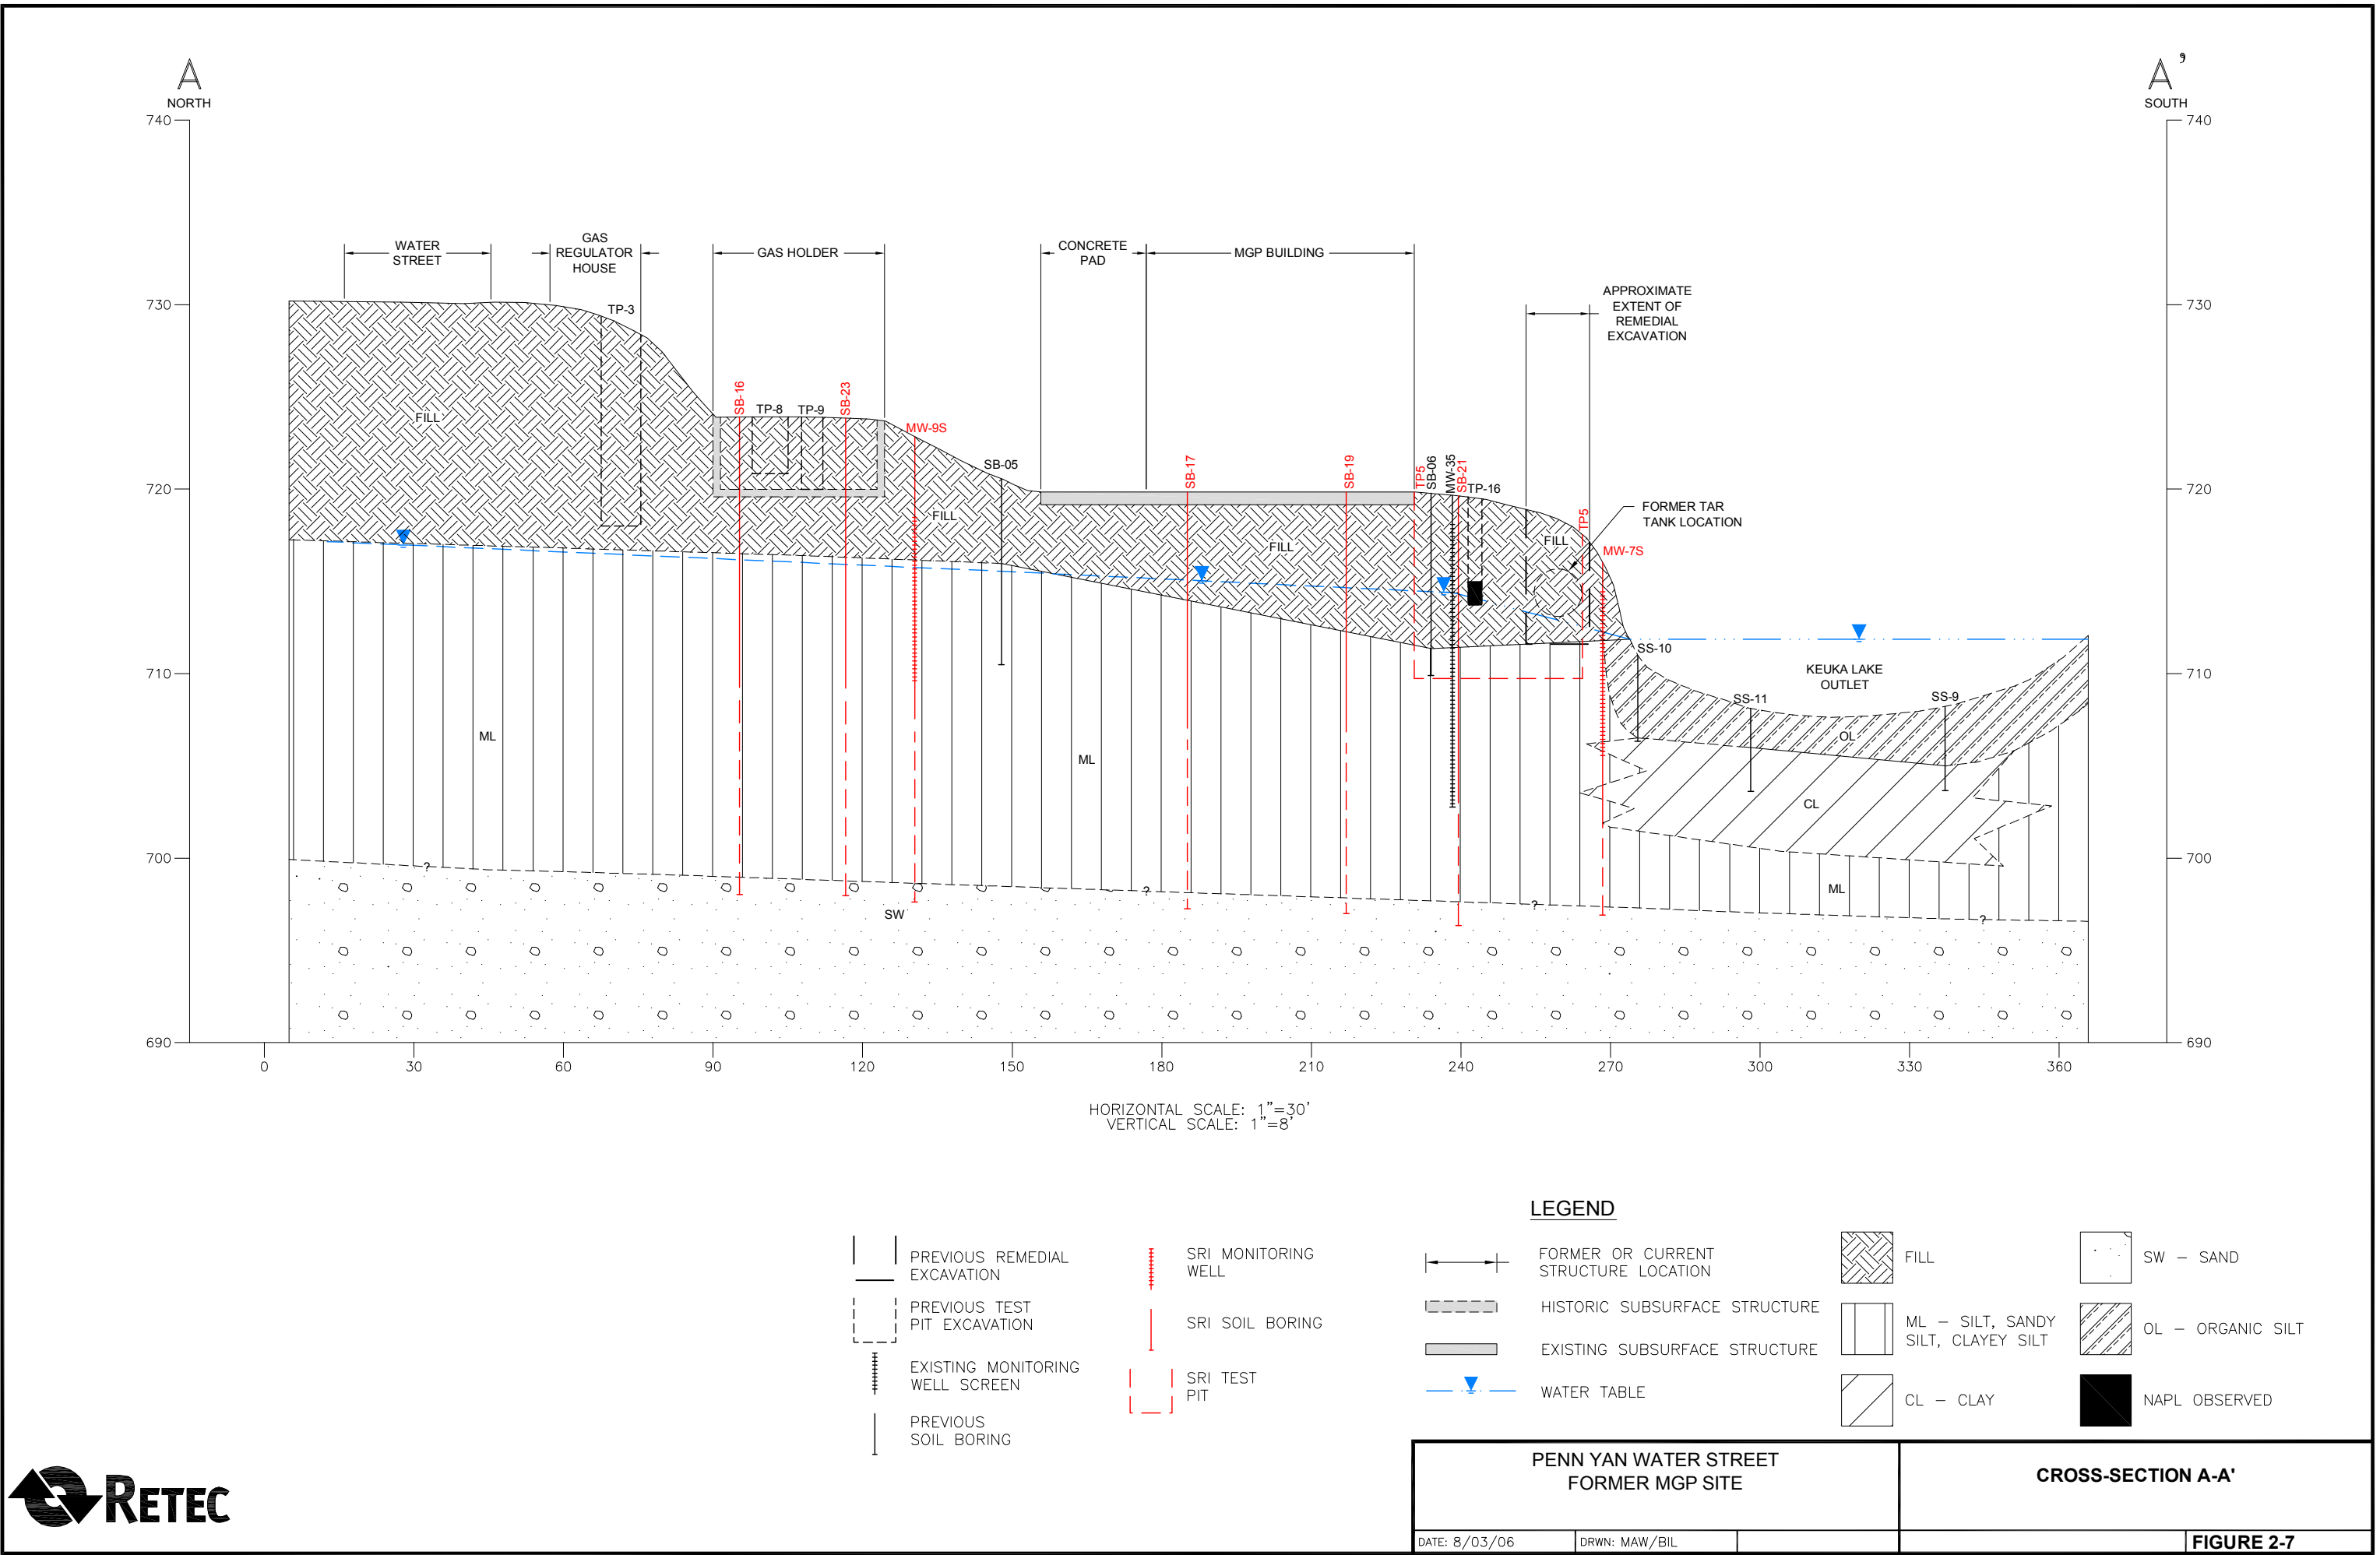 A
NORTH
A'
SOUTH
740
730
720
710
700
690
740
730
720
710
700
690
WATER
STREET
GAS
REGULATOR
HOUSE
GAS HOLDER
CONCRETE
PAD
MGP BUILDING
APPROXIMATE
EXTENT OF
REMEDIAL
EXCAVATION
TP-3
SB-16
TP-8
TP-9
SB-23
MW-9S
SB-05
SB-17
SB-19
TP5
SB-06
MW-35
SB-21
TP-16
TP5
FORMER TAR
TANK LOCATION
MW-7S
FILL
FILL
FILL
FILL
SS-10
KEUKA LAKE
OUTLET
SS-11
SS-9
OL
ML
ML
CL
ML
SW
?
?
?
?
0
30
60
90
120
150
180
210
240
270
300
330
360
HORIZONTAL SCALE: 1"=30'
VERTICAL SCALE: 1"=8'
LEGEND
PREVIOUS REMEDIAL
EXCAVATION
PREVIOUS TEST
PIT EXCAVATION
EXISTING MONITORING
WELL SCREEN
PREVIOUS
SOIL BORING
SRI MONITORING
WELL
SRI SOIL BORING
SRI TEST
PIT
FORMER OR CURRENT
STRUCTURE LOCATION
HISTORIC SUBSURFACE STRUCTURE
EXISTING SUBSURFACE STRUCTURE
WATER TABLE
FILL
ML – SILT, SANDY
SILT, CLAYEY SILT
CL – CLAY
SW – SAND
OL – ORGANIC SILT
NAPL OBSERVED
RETEC
PENN YAN WATER STREET
FORMER MGP SITE
CROSS-SECTION A-A'
DATE: 8/03/06
DRWN: MAW/BIL
FIGURE 2-7